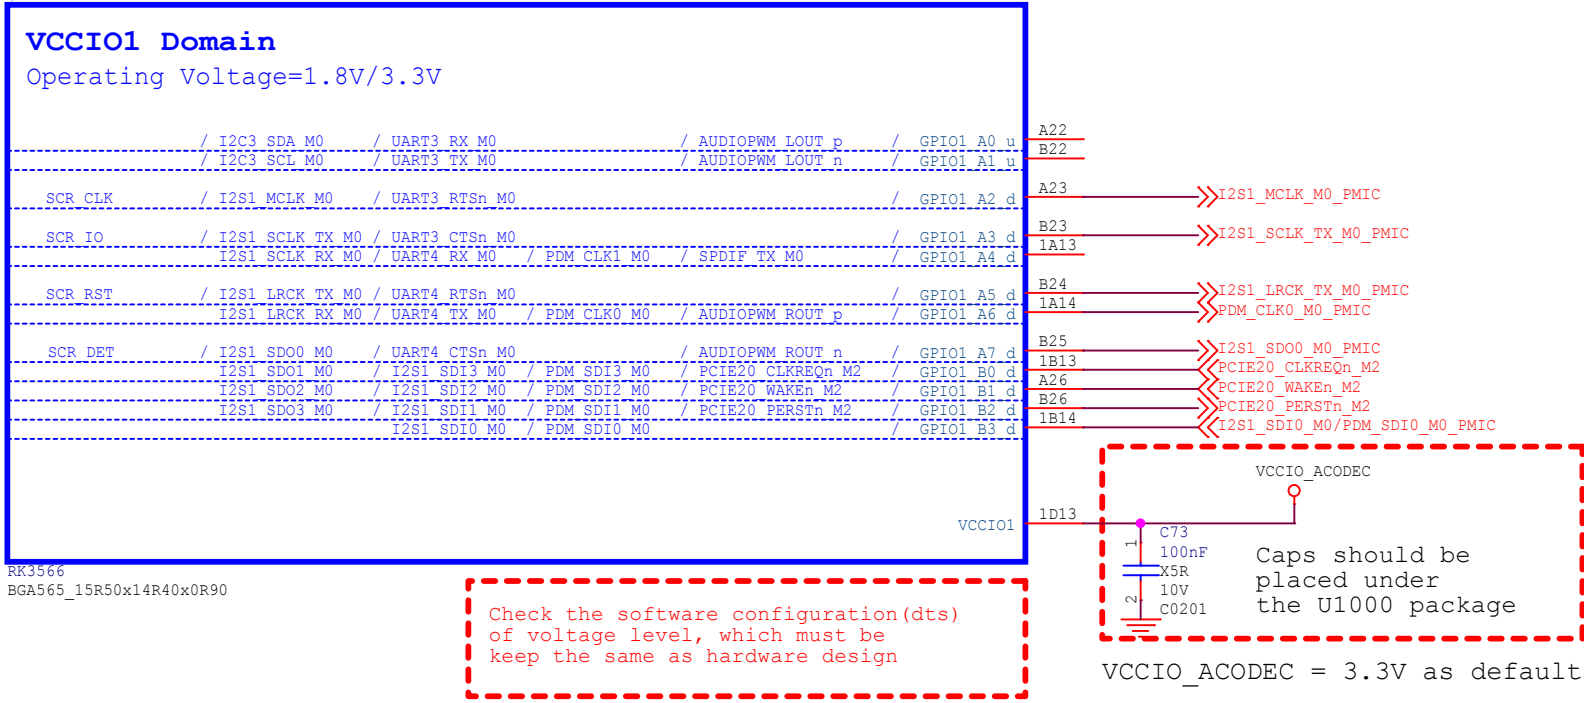 VCCIO1 Domain
Operating Voltage=1.8V/3.3V
/ I2C3_SDA_M0 / UART3_RX_M0 / AUDIOPWM_LOUT_p / GPIO1_A0_u A22
/ I2C3_SCL_M0 / UART3_TX_M0 / AUDIOPWM_LOUT_n / GPIO1_A1_u B22
SCR_CLK / I2S1_MCLK_M0 / UART3_RTSn_M0 / GPIO1_A2_d A23 I2S1_MCLK_M0_PMIC
SCR_IO / I2S1_SCLK_TX_M0 / UART3_CTSn_M0 / GPIO1_A3_d B23 I2S1_SCLK_TX_M0_PMIC
I2S1_SCLK_RX_M0 / UART4_RX_M0 / PDM_CLK1_M0 / SPDIF_TX_M0 / GPIO1_A4_d 1A13
SCR_RST / I2S1_LRCK_TX_M0 / UART4_RTSn_M0 / GPIO1_A5_d B24 I2S1_LRCK_TX_M0_PMIC
I2S1_LRCK_RX_M0 / UART4_TX_M0 / PDM_CLK0_M0 / AUDIOPWM_ROUT_p / GPIO1_A6_d 1A14 PDM_CLK0_M0_PMIC
SCR_DET / I2S1_SDO0_M0 / UART4_CTSn_M0 / AUDIOPWM_ROUT_n / GPIO1_A7_d B25 I2S1_SDO0_M0_PMIC
I2S1_SDO1_M0 / I2S1_SDI3_M0 / PDM_SDI3_M0 / PCIE20_CLKREQn_M2 / GPIO1_B0_d 1B13 PCIE20_CLKREQn_M2
I2S1_SDO2_M0 / I2S1_SDI2_M0 / PDM_SDI2_M0 / PCIE20_WAKEn_M2 / GPIO1_B1_d A26 PCIE20_WAKEn_M2
I2S1_SDO3_M0 / I2S1_SDI1_M0 / PDM_SDI1_M0 / PCIE20_PERSTn_M2 / GPIO1_B2_d B26 PCIE20_PERSTn_M2
I2S1_SDI0_M0 / PDM_SDI0_M0 / GPIO1_B3_d 1B14 I2S1_SDI0_M0/PDM_SDI0_M0_PMIC
VCCIO_ACODEC
VCCIO1 1D13
1
2
C73
100nF
X5R
10V
C0201
Caps should be
placed under
the U1000 package
RK3566
BGA565_15R50x14R40x0R90
Check the software configuration(dts)
of voltage level, which must be
keep the same as hardware design
VCCIO_ACODEC = 3.3V as default